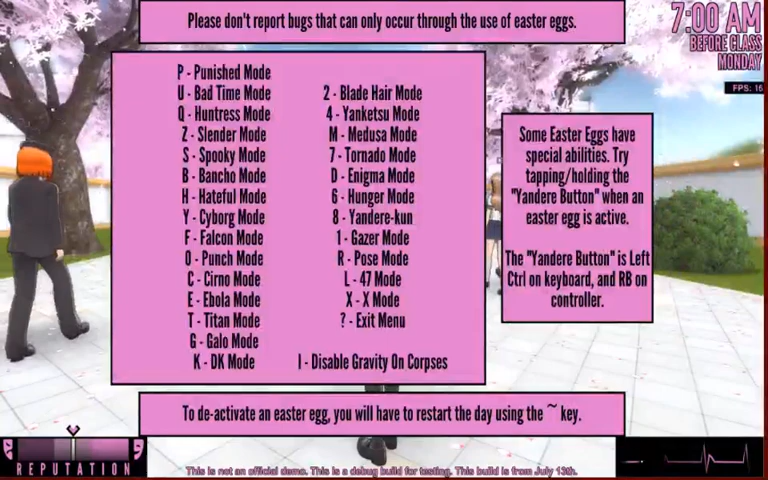 Please don't report bugs that can only occur through the use of easter eggs.
7:00 AM
BEFORE CLASS
MONDAY
FPS: 16
P - Punished Mode
U - Bad Time Mode
Q - Huntress Mode
Z - Slender Mode
S - Spooky Mode
B - Bancho Mode
H - Hateful Mode
Y - Cyborg Mode
F - Falcon Mode
O - Punch Mode
C - Cirno Mode
E - Ebola Mode
T - Titan Mode
G - Galo Mode
K - DK Mode
2 - Blade Hair Mode
4 - Yanketsu Mode
M - Medusa Mode
7 - Tornado Mode
D - Enigma Mode
6 - Hunger Mode
8 - Yandere-kun
1 - Gazer Mode
R - Pose Mode
L - 47 Mode
X - X Mode
? - Exit Menu
I - Disable Gravity On Corpses
Some Easter Eggs have
special abilities. Try
tapping/holding the
"Yandere Button" when an
easter egg is active.
The "Yandere Button" is Left
Ctrl on keyboard, and RB on
controller.
To de-activate an easter egg, you will have to restart the day using the ~ key.
REPUTATION
This is not an official demo. This is a debug build for testing. This build is from July 13th.